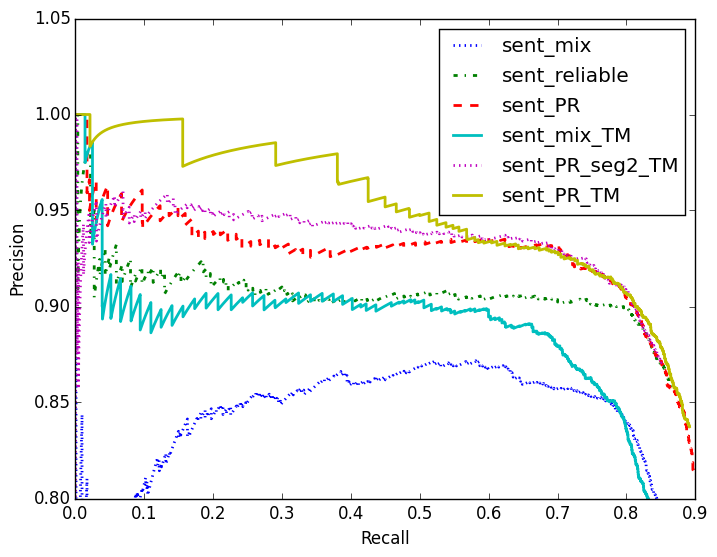 1.05
1.00
0.95
0.90
0.85
0.80
Precision
sent_mix
sent_reliable
sent_PR
sent_mix_TM
sent_PR_seg2_TM
sent_PR_TM
0.0 0.1 0.2 0.3 0.4 0.5 0.6 0.7 0.8 0.9
Recall